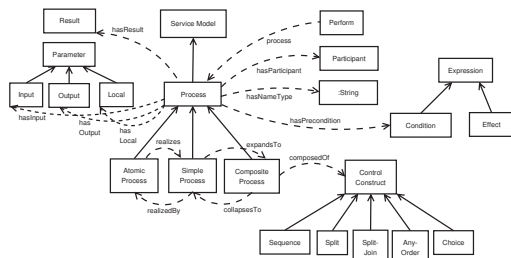 Result
hasResult
Service Model
Perform
process
Parameter
Participant
hasParticipant
Expression
Input
Output
Local
Process
hasNameType
:String
hasInput
has
Output
has
Local
hasPrecondition
Condition
Effect
realizes
expandsTo
Atomic
Process
Simple
Process
Composite
Process
composedOf
Control
Construct
realizedBy
collapsesTo
Sequence
Split
Split-
Join
Any-
Order
Choice